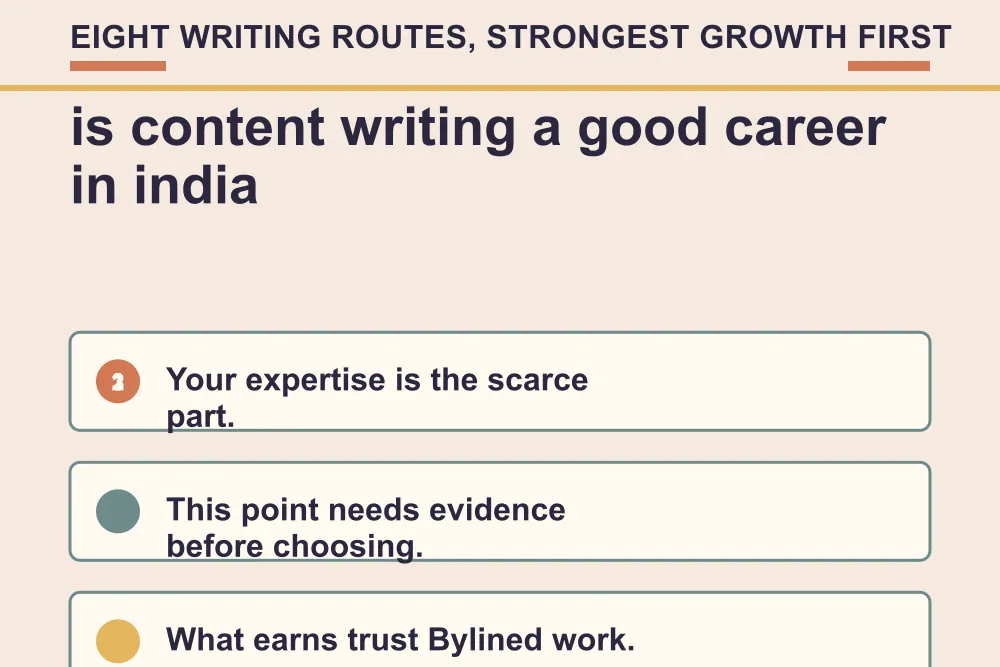 EIGHT WRITING ROUTES, STRONGEST GROWTH FIRST
is content writing a good career
in india
Your expertise is the scarce
part.
This point needs evidence
before choosing.
What earns trust Bylined work.